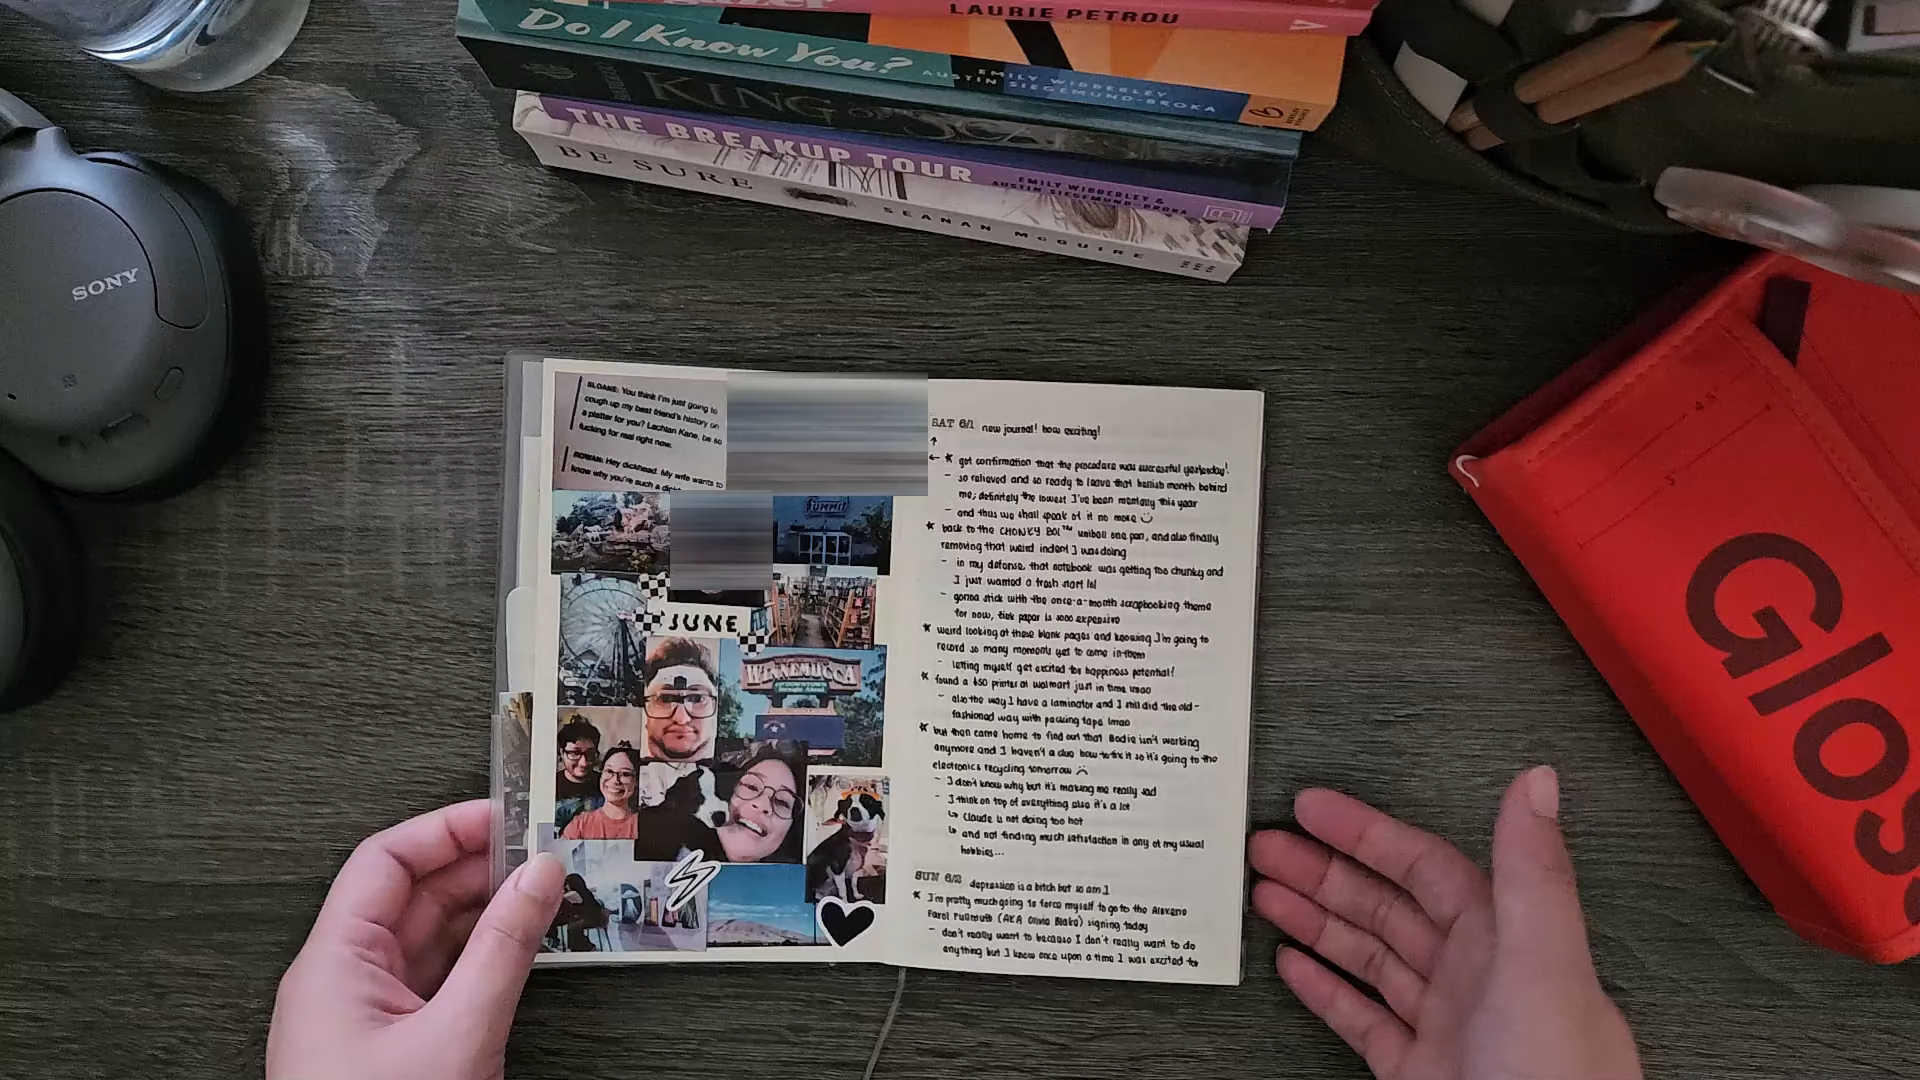 LAURIE PETROU
Do I Know You?
EMILY WIBBERLEY
AUSTIN SIEGEMUND-BROKA
KING OF SCARS
THE BREAKUP TOUR
EMILY WIBBERLEY &
AUSTIN SIEGEMUND-BROKA
BE SURE
SEANAN McGUIRE
SONY
Glos
SLOANE: You think I'm just going to
cough up my best friend's history on
a platter for you? Lachlan Kane, be so
fucking for real right now.
ROWAN: Hey dickhead. My wife wants to
know why you're such a
SUMMIT
JUNE
WINNEMUCCA
SAT 6/1 new journal! how exciting!
↑
← ★ got confirmation that the procedure was successful yesterday!
- so relieved and so ready to leave that hellish month behind
me; definitely the lowest I've been mentally this year
- and thus we shall speak of it no more
★ back to the CHONKY BOI™ uniball one pen, and also finally
removing that weird indent I was doing
- in my defense, that notebook was getting too chunky and
I just wanted a fresh start lol
- gonna stick with the once-a-month scrapbooking theme
for now, tink paper is sooo expensive
★ weird looking at these blank pages and knowing I'm going to
record so many moments yet to come in them
- letting myself get excited for happiness potential!
★ found a $50 printer at walmart just in time lmao
- also the way I have a laminator and I still did the old-
fashioned way with packing tape lmao
★ but then came home to find out that Bodie isn't working
anymore and I haven't a clue how to fix it so it's going to the
electronics recycling tomorrow
- I don't know why but it's making me really sad
- I think on top of everything else it's a lot
↳ Claude is not doing too hot
↳ and not finding much satisfaction in any of my usual
hobbies...
SUN 6/2 depression is a bitch but so am I
★ I'm pretty much going to force myself to go to the Alexene
Farol Follmuth (AKA Olivie Blake) signing today
- don't really want to because I don't really want to do
anything but I know once upon a time I was excited for